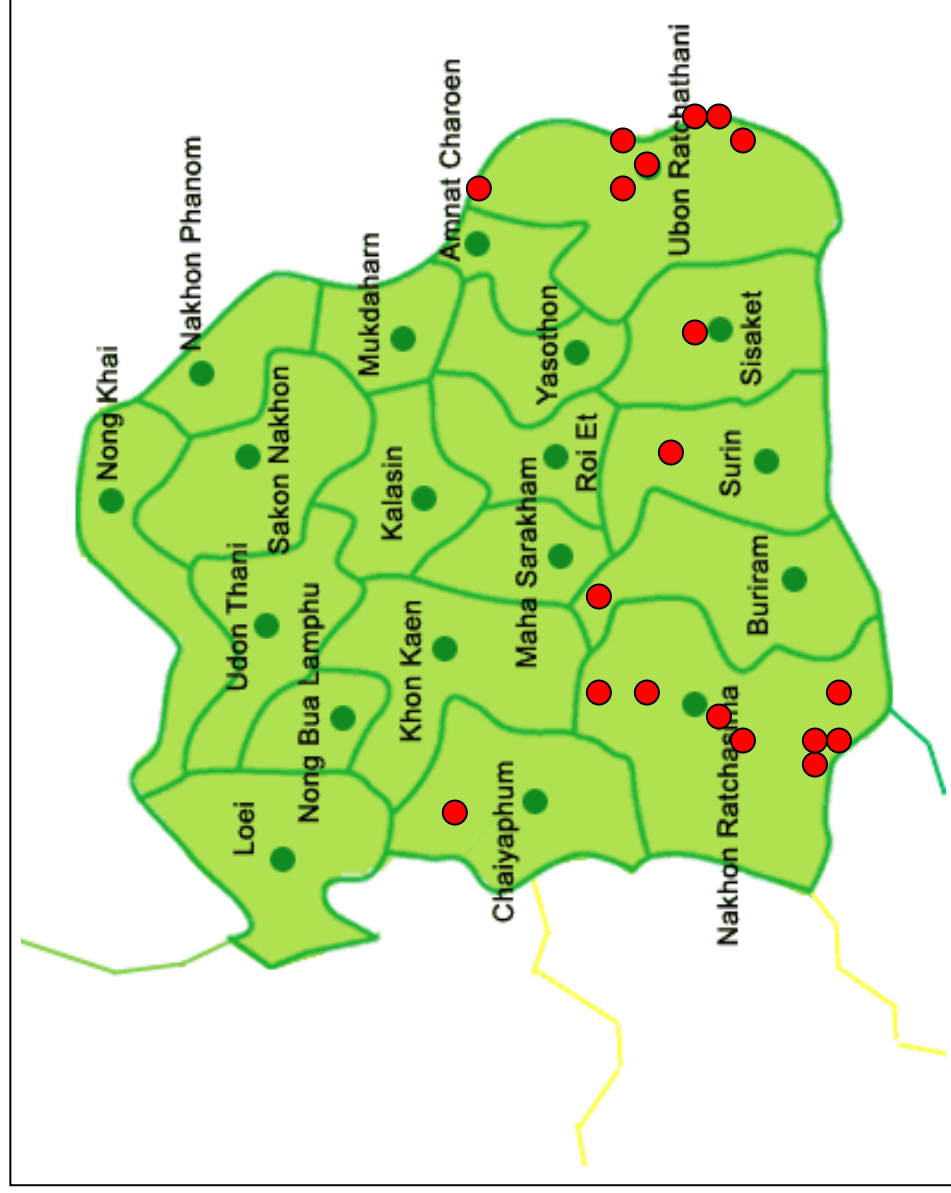 Nong Khai
Nakhon Phanom
Sakon Nakhon
Udon Thani
Nong Bua Lamphu
Loei
Mukdaharn
Kalasin
Khon Kaen
Amnat Charoen
Yasothon
Roi Et
Maha Sarakham
Chaiyaphum
Ubon Ratchathani
Sisaket
Surin
Buriram
Nakhon Ratchasima